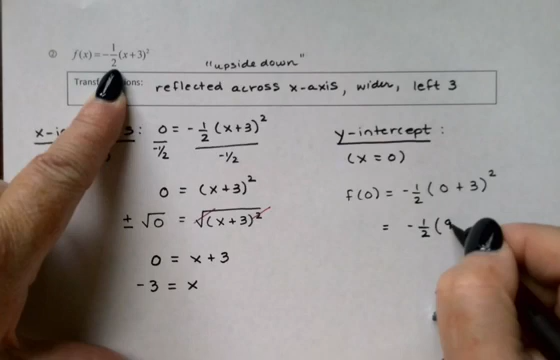 ② f(x) = -1/2 (x+3)²
"upside down"
Transf ions: reflected across x-axis, wider, left 3
x-in s: 0 = -1/2 (x+3)²
-1/2 -1/2
0 = (x+3)²
± √0 = √(x+3)²
0 = x+3
-3 = x
y-intercept:
(x = 0)
f(0) = -1/2 (0 + 3)²
= -1/2 (9